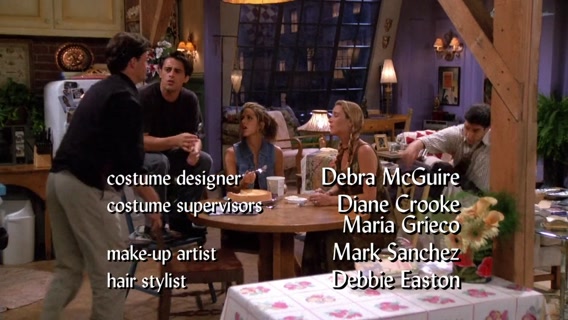 costume designer Debra McGuire
costume supervisors Diane Crooke
Maria Grieco
make-up artist Mark Sanchez
hair stylist Debbie Easton